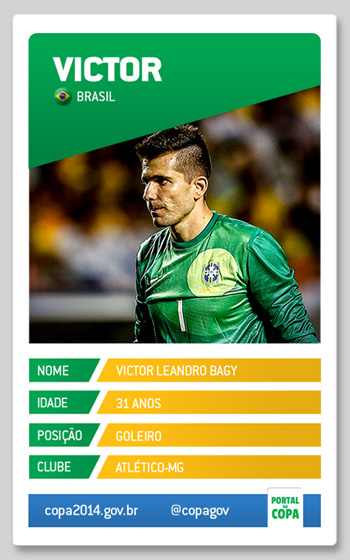 VICTOR
BRASIL
1
NOME VICTOR LEANDRO BAGY
IDADE 31 ANOS
POSIÇÃO GOLEIRO
CLUBE ATLÉTICO-MG
copa2014.gov.br @copagov
PORTAL
DA
COPA